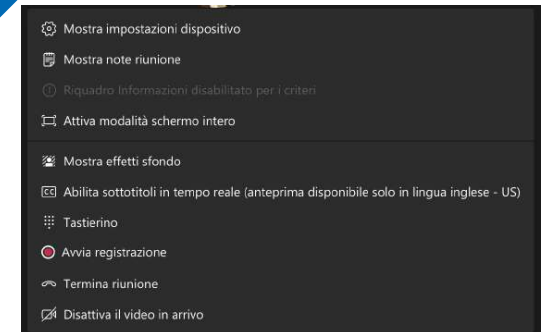 Mostra impostazioni dispositivo
Mostra note riunione
Riquadro Informazioni disabilitato per i criteri
Attiva modalità schermo intero
Mostra effetti sfondo
CC Abilita sottotitoli in tempo reale (anteprima disponibile solo in lingua inglese - US)
Tastierino
Avvia registrazione
Termina riunione
Disattiva il video in arrivo